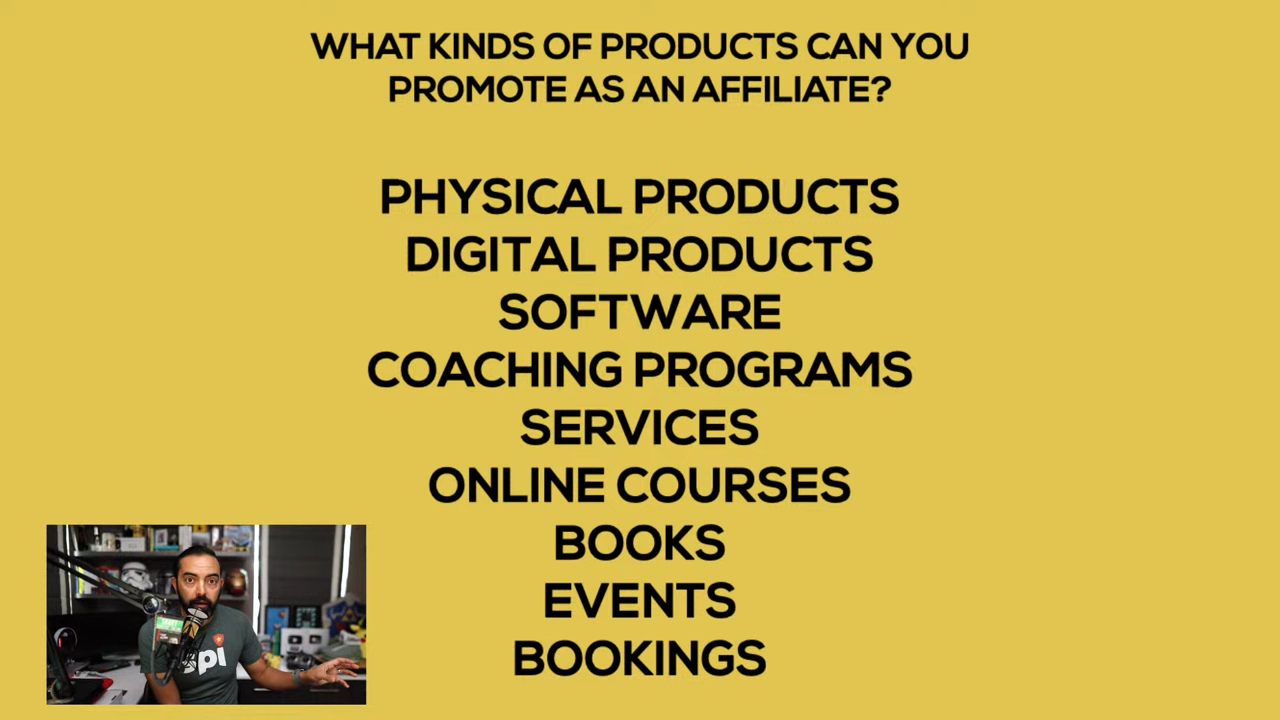 WHAT KINDS OF PRODUCTS CAN YOU
PROMOTE AS AN AFFILIATE?
PHYSICAL PRODUCTS
DIGITAL PRODUCTS
SOFTWARE
COACHING PROGRAMS
SERVICES
ONLINE COURSES
BOOKS
EVENTS
BOOKINGS
spi